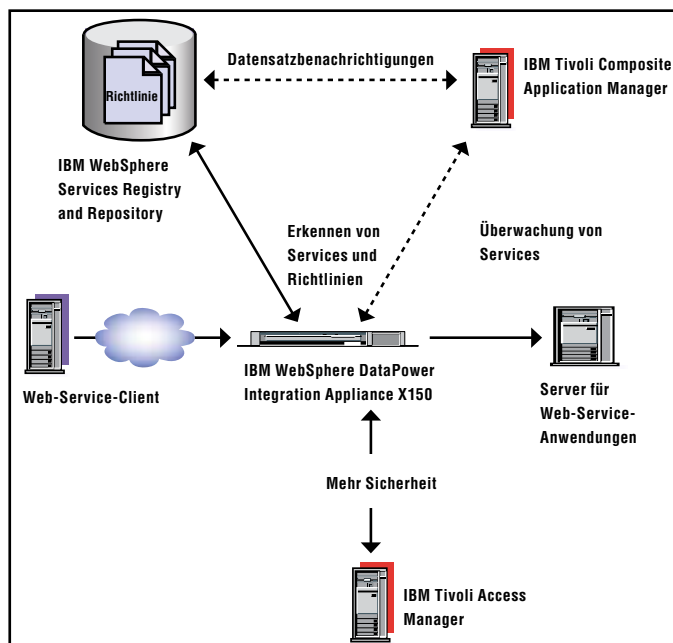 Datensatzbenachrichtigungen
IBM Tivoli Composite
Application Manager
Richtlinie
IBM WebSphere
Services Registry
and Repository
Erkennen von
Services und
Richtlinien
Überwachung von
Services
Web-Service-Client
IBM WebSphere DataPower
Integration Appliance X150
Server für
Web-Service-
Anwendungen
Mehr Sicherheit
IBM Tivoli Access
Manager